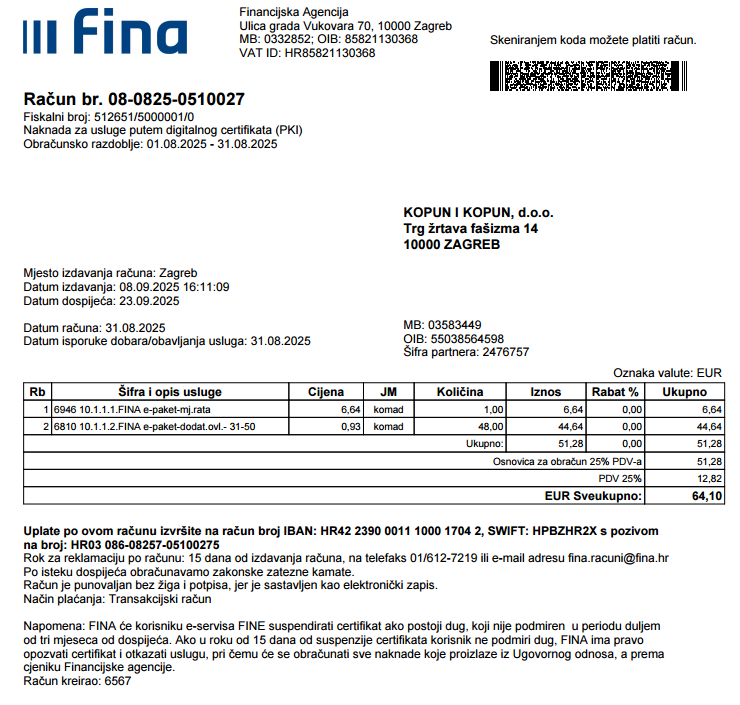 fina
Financijska Agencija
Ulica grada Vukovara 70, 10000 Zagreb
MB: 0332852; OIB: 85821130368
VAT ID: HR85821130368
Skeniranjem koda možete platiti račun.
Račun br. 08-0825-0510027
Fiskalni broj: 512651/5000001/0
Naknada za usluge putem digitalnog certifikata (PKI)
Obračunsko razdoblje: 01.08.2025 - 31.08.2025
KOPUN I KOPUN, d.o.o.
Trg žrtava fašizma 14
10000 ZAGREB
Mjesto izdavanja računa: Zagreb
Datum izdavanja: 08.09.2025 16:11:09
Datum dospijeća: 23.09.2025
Datum računa: 31.08.2025
Datum isporuke dobara/obavljanja usluga: 31.08.2025
MB: 03583449
OIB: 55038564598
Šifra partnera: 2476757
Oznaka valute: EUR
Rb Šifra i opis usluge Cijena JM Količina Iznos Rabat % Ukupno
1 6946 10.1.1.1.FINA e-paket-mj.rata 6,64 komad 1,00 6,64 0,00 6,64
2 6810 10.1.1.2.FINA e-paket-dodat.ovl.- 31-50 0,93 komad 48,00 44,64 0,00 44,64
Ukupno: 51,28 0,00 51,28
Osnovica za obračun 25% PDV-a 51,28
PDV 25% 12,82
EUR Sveukupno: 64,10
Uplate po ovom računu izvršite na račun broj IBAN: HR42 2390 0011 1000 1704 2, SWIFT: HPBZHR2X s pozivom
na broj: HR03 086-08257-05100275
Rok za reklamaciju po računu: 15 dana od izdavanja računa, na telefaks 01/612-7219 ili e-mail adresu fina.racuni@fina.hr
Po isteku dospijeća obračunavamo zakonske zatezne kamate.
Račun je punovaljan bez žiga i potpisa, jer je sastavljen kao elektronički zapis.
Način plaćanja: Transakcijski račun
Napomena: FINA će korisniku e-servisa FINE suspendirati certifikat ako postoji dug, koji nije podmiren u periodu duljem
od tri mjeseca od dospijeća. Ako u roku od 15 dana od suspenzije certifikata korisnik ne podmiri dug, FINA ima pravo
opozvati certifikat i otkazati uslugu, pri čemu će se obračunati sve naknade koje proizlaze iz Ugovornog odnosa, a prema
cjeniku Financijske agencije.
Račun kreirao: 6567